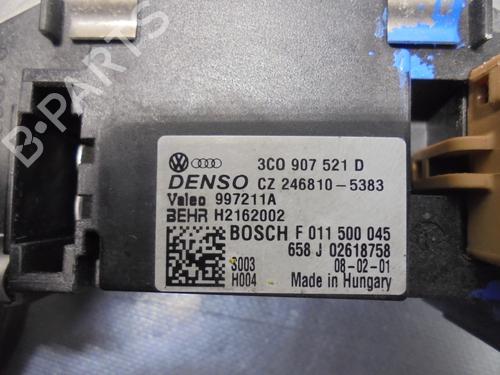 3C0 907 521 D
DENSO CZ 246810-5383
Valeo 997211A
BEHR H2162002
BOSCH F 011 500 045
658 J 02618758
S003 08-02-01
H004 Made in Hungary
B-PARTS